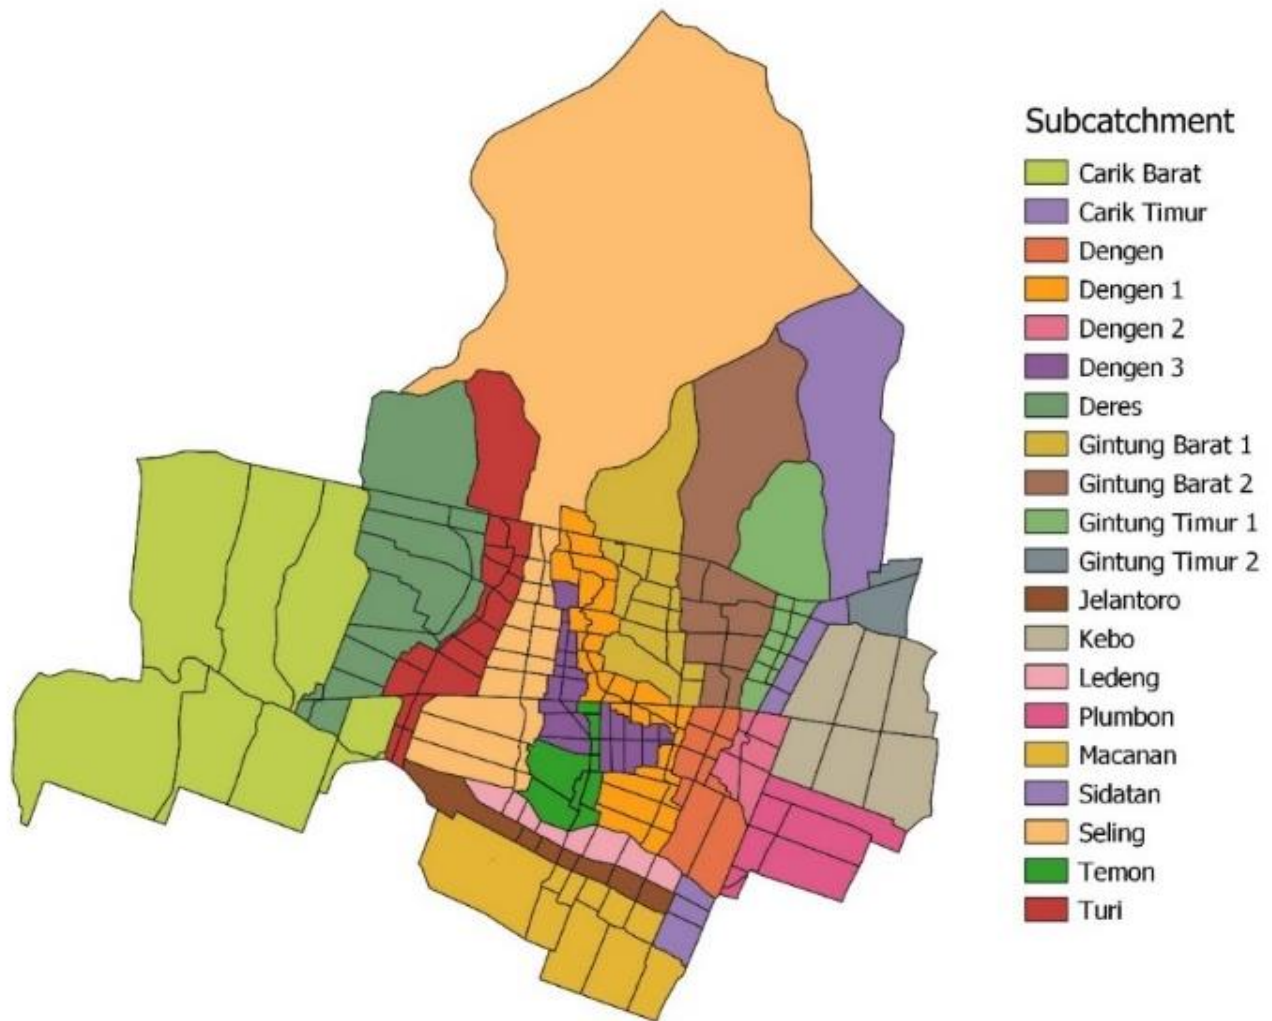 Subcatchment
Carik Barat
Carik Timur
Dengen
Dengen 1
Dengen 2
Dengen 3
Deres
Gintung Barat 1
Gintung Barat 2
Gintung Timur 1
Gintung Timur 2
Jelantoro
Kebo
Ledeng
Plumbon
Macanan
Sidatan
Seling
Temon
Turi